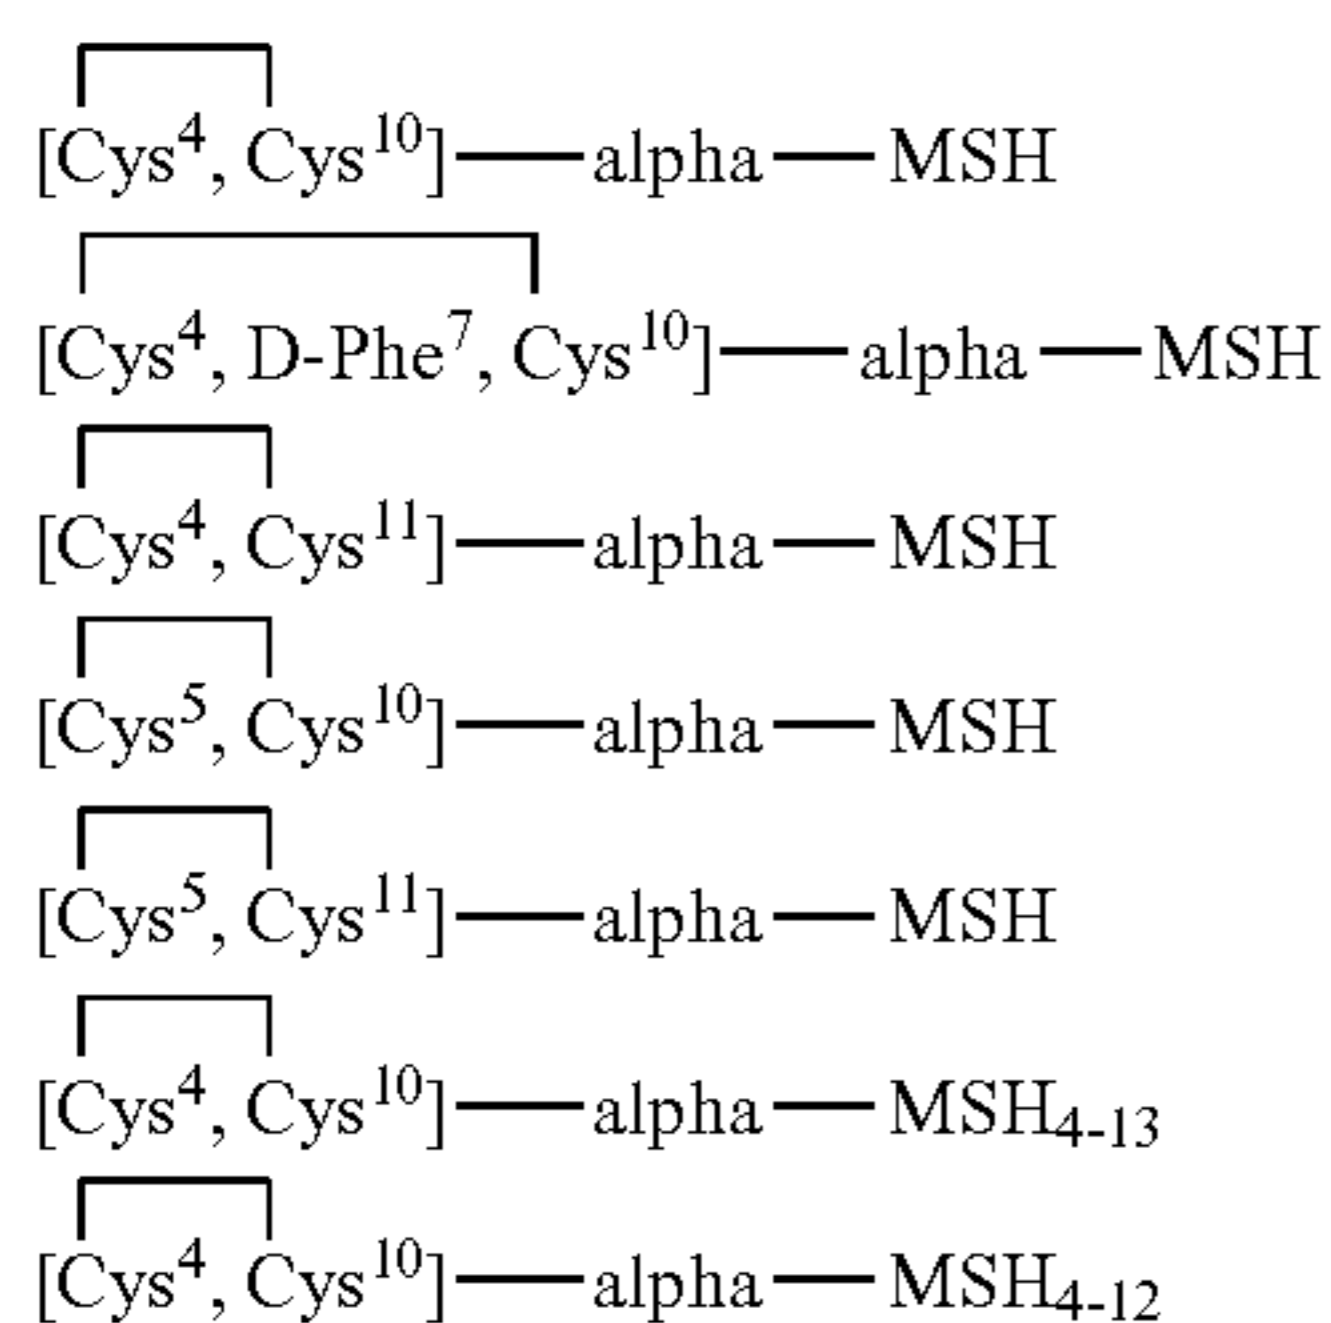 [Cys⁴, Cys¹⁰]—alpha—MSH
[Cys⁴, D-Phe⁷, Cys¹⁰]—alpha—MSH
[Cys⁴, Cys¹¹]—alpha—MSH
[Cys⁵, Cys¹⁰]—alpha—MSH
[Cys⁵, Cys¹¹]—alpha—MSH
[Cys⁴, Cys¹⁰]—alpha—MSH₄₋₁₃
[Cys⁴, Cys¹⁰]—alpha—MSH₄₋₁₂